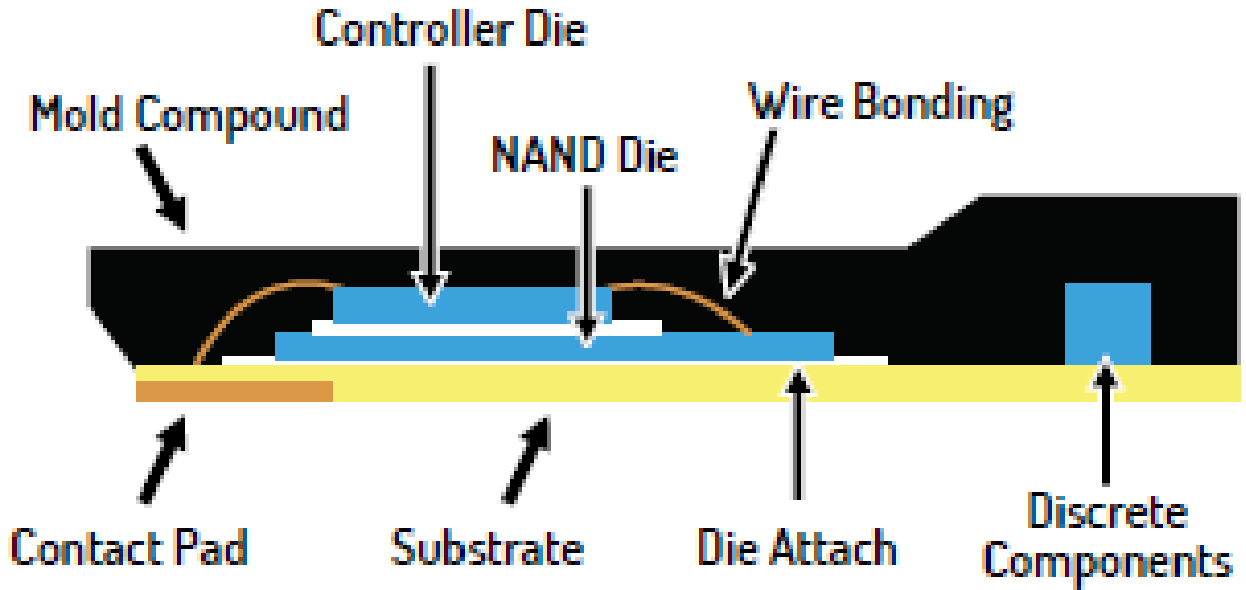 Controller Die
Mold Compound
Wire Bonding
NAND Die
Contact Pad
Substrate
Die Attach
Discrete
Components